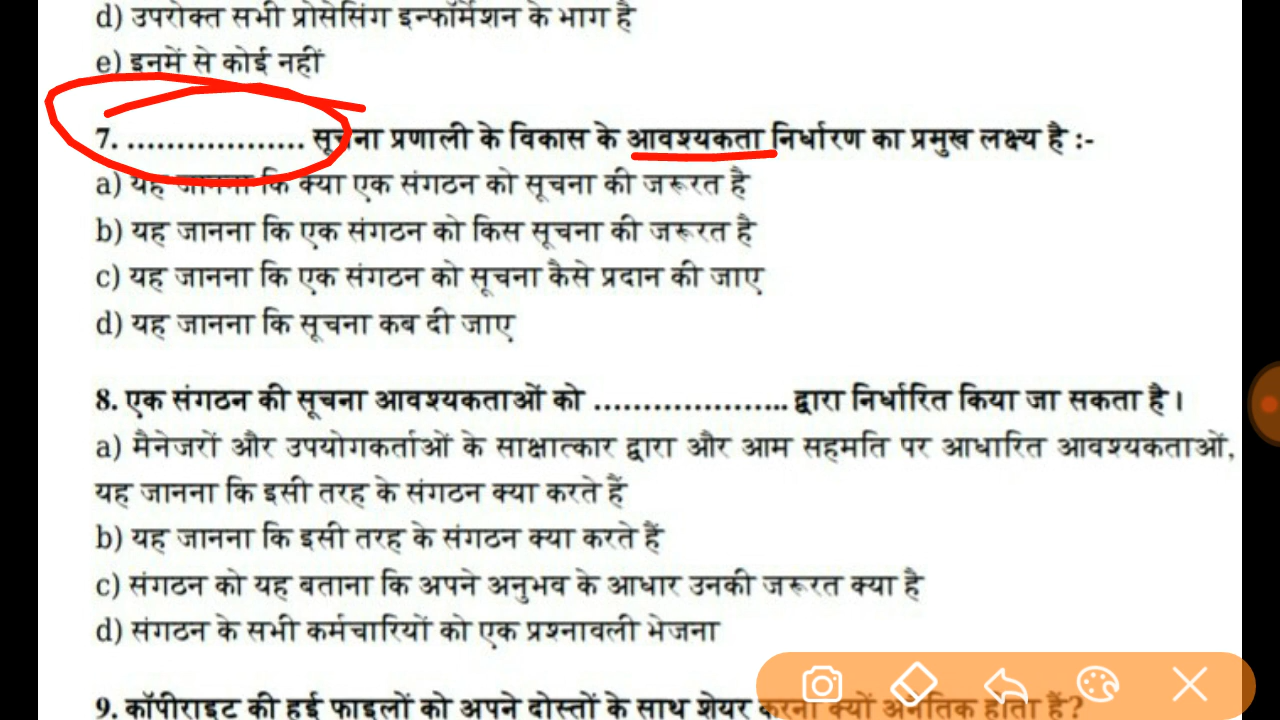 d) उपरोक्त सभी प्रोसेसिंग इन्फॉर्मेशन के भाग है
e) इनमें से कोई नहीं
7. .................. सूचना प्रणाली के विकास के आवश्यकता निर्धारण का प्रमुख लक्ष्य है :-
a) यह जानना कि क्या एक संगठन को सूचना की जरूरत है
b) यह जानना कि एक संगठन को किस सूचना की जरूरत है
c) यह जानना कि एक संगठन को सूचना कैसे प्रदान की जाए
d) यह जानना कि सूचना कब दी जाए
8. एक संगठन की सूचना आवश्यकताओं को .................... द्वारा निर्धारित किया जा सकता है।
a) मैनेजरों और उपयोगकर्ताओं के साक्षात्कार द्वारा और आम सहमति पर आधारित आवश्यकताओं,
यह जानना कि इसी तरह के संगठन क्या करते हैं
b) यह जानना कि इसी तरह के संगठन क्या करते हैं
c) संगठन को यह बताना कि अपने अनुभव के आधार उनकी जरूरत क्या है
d) संगठन के सभी कर्मचारियों को एक प्रश्नावली भेजना
9. कॉपीराइट की हुई फाइलों को अपने दोस्तों के साथ शेयर करना क्यों अनैतिक होता है?